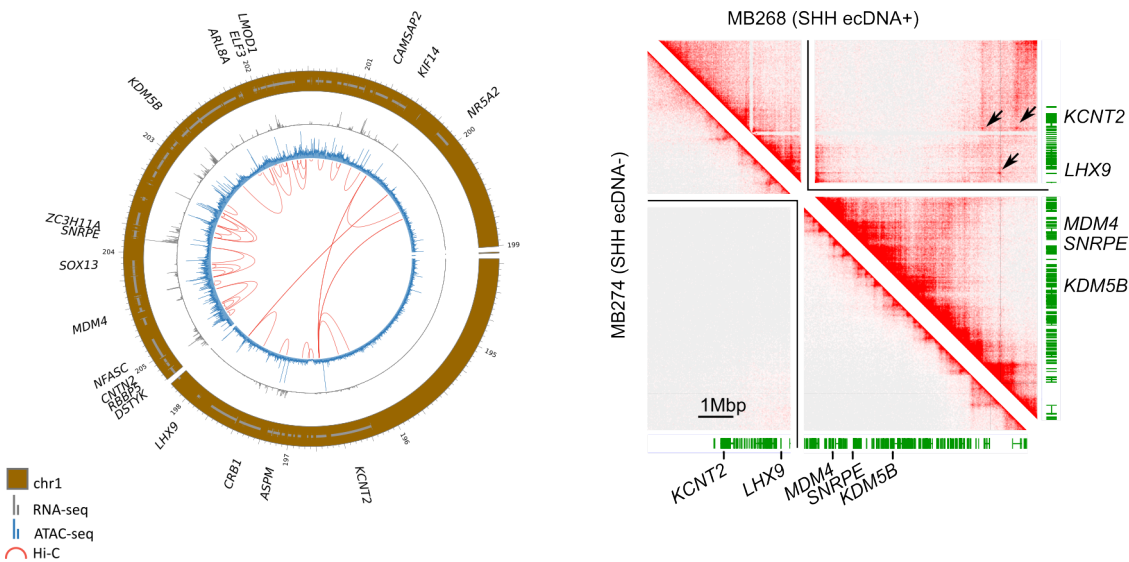 MB268 (SHH ecDNA+)
LMOD1
ELF3
ARL8A
202
201
CAMSAP2
KIF14
KDM5B
NR5A2
200
203
KCNT2
LHX9
MB274 (SHH ecDNA-)
ZC3H11A
SNRPE
204
199
MDM4
SNRPE
SOX13
KDM5B
MDM4
195
NFASC
205
CNTN2
RBBP5
DSTYK
198
LHX9
196
1Mbp
CRB1
ASPM
197
KCNT2
KCNT2
LHX9
MDM4
SNRPE
KDM5B
chr1
RNA-seq
ATAC-seq
Hi-C